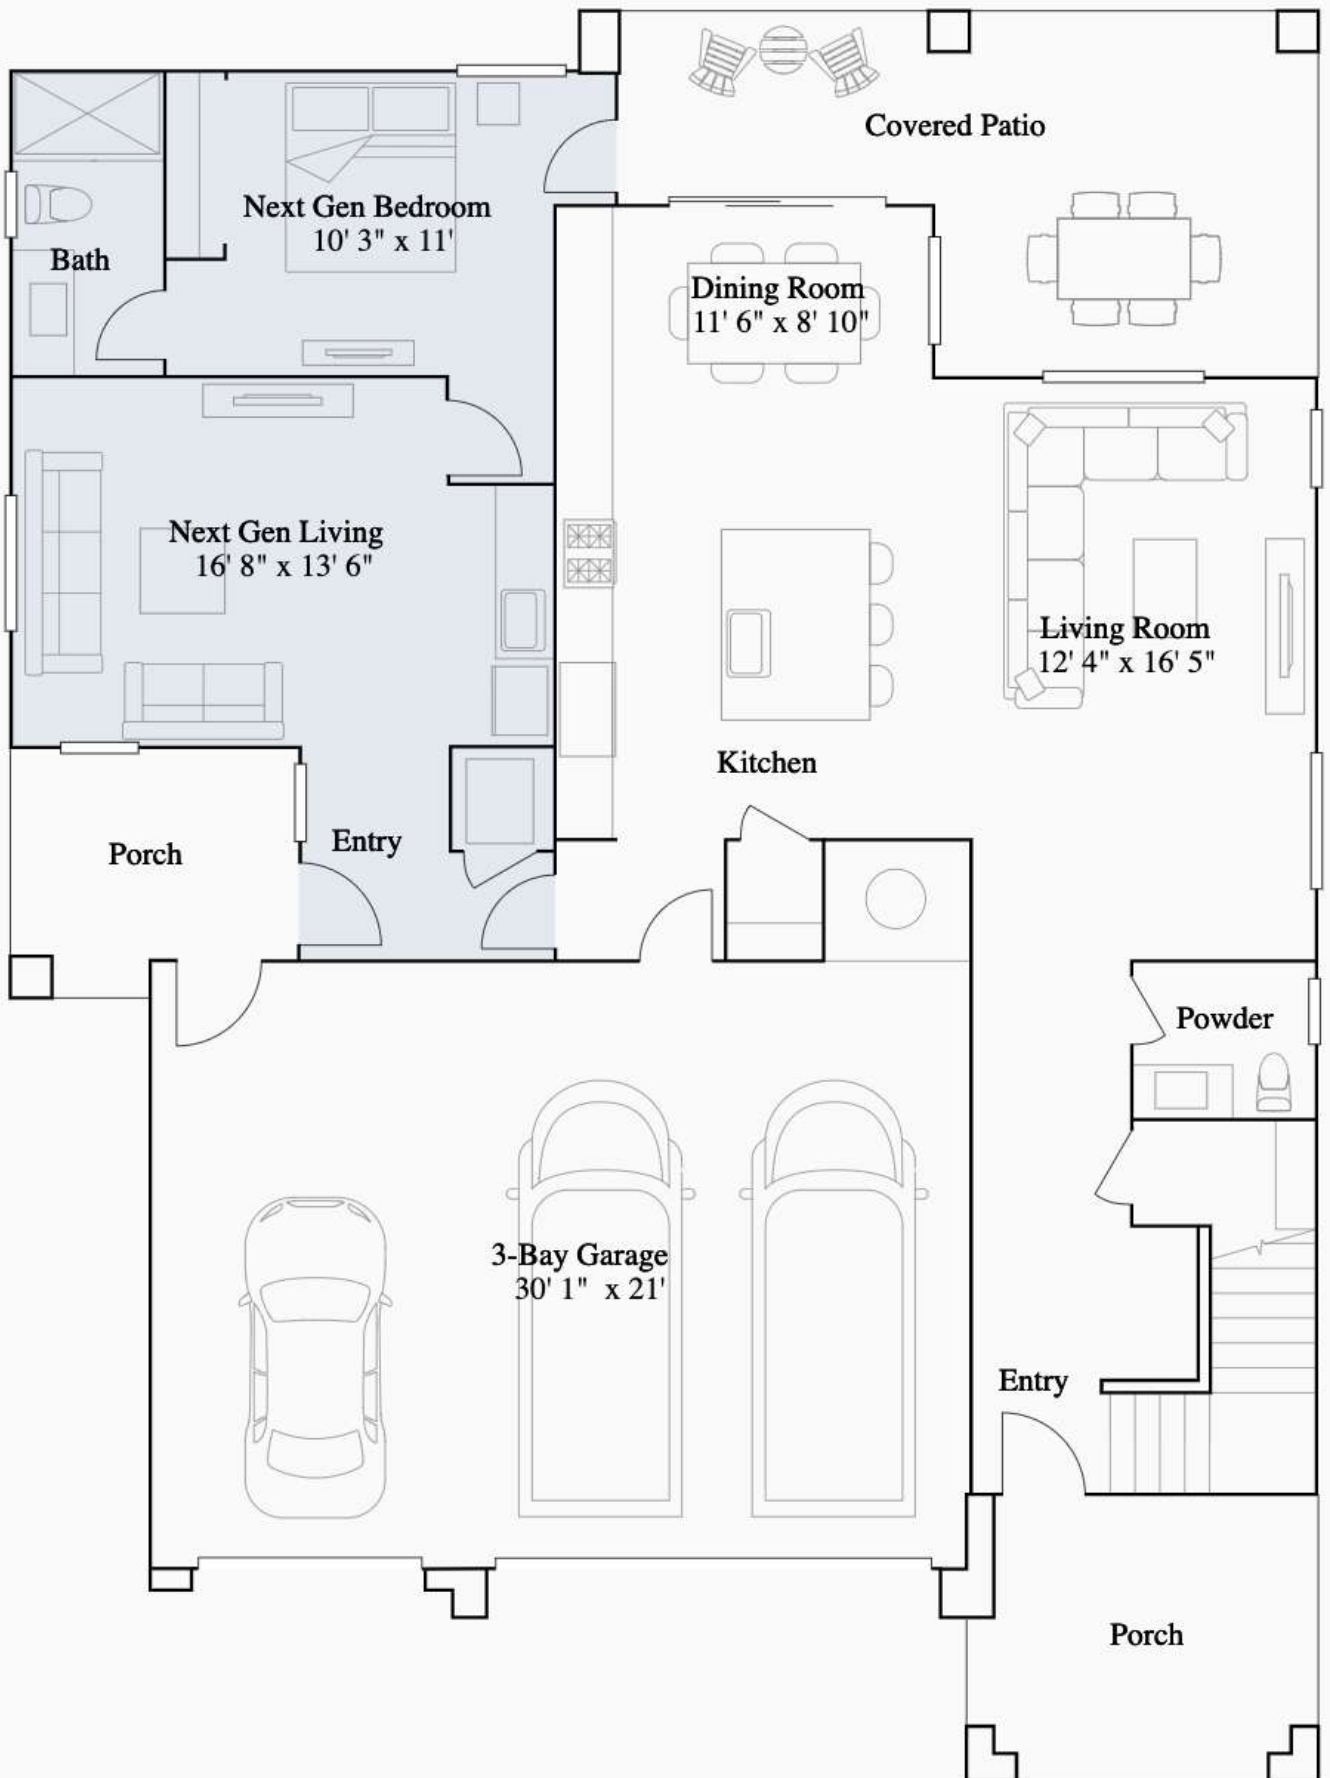 Covered Patio
Next Gen Bedroom
10' 3" x 11'
Bath
Dining Room
11' 6" x 8' 10"
Next Gen Living
16' 8" x 13' 6"
Living Room
12' 4" x 16' 5"
Kitchen
Porch
Entry
Powder
3-Bay Garage
30' 1" x 21'
Entry
Porch